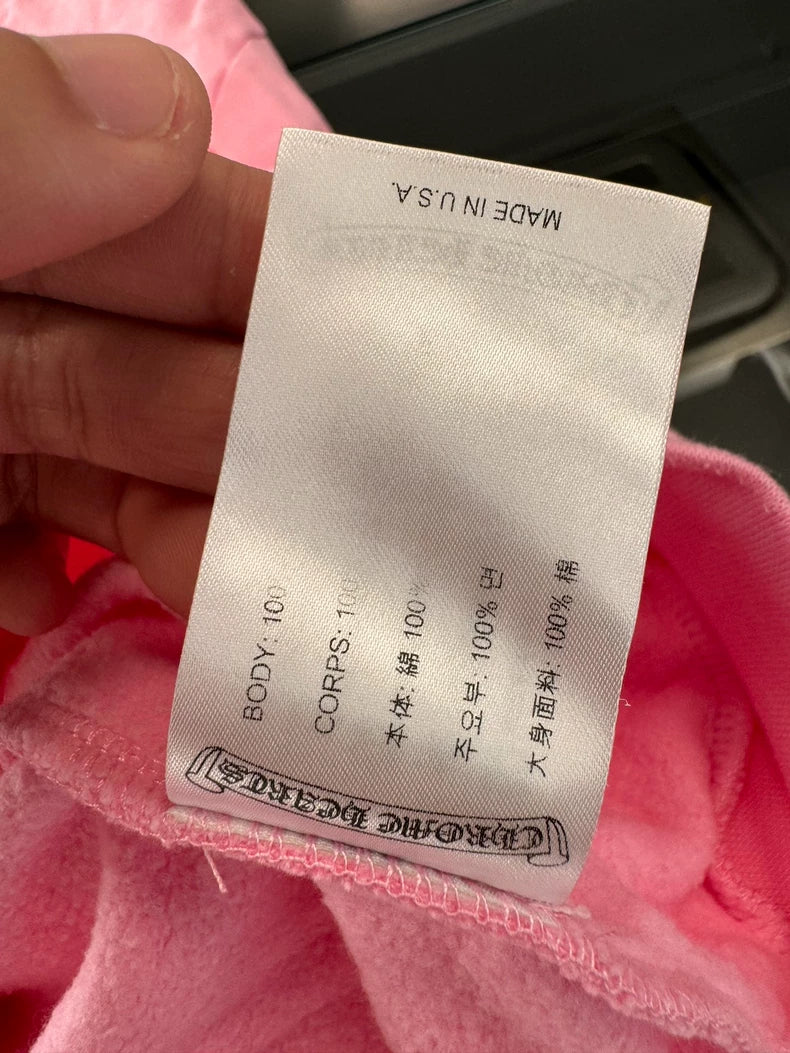 MADE IN U.S.A.
BODY: 100
CORPS: 100
本体: 綿 100%
주요부: 100% 면
大身面料: 100% 棉
CHROME HEARTS